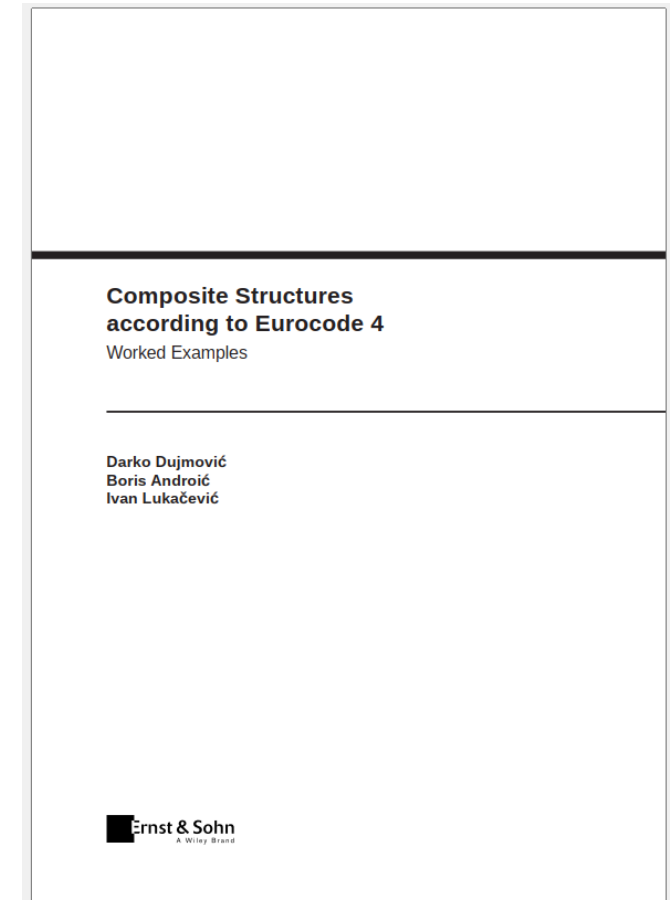 Composite Structures
according to Eurocode 4
Worked Examples
Darko Dujmović
Boris Androić
Ivan Lukačević
Ernst & Sohn
A Wiley Brand